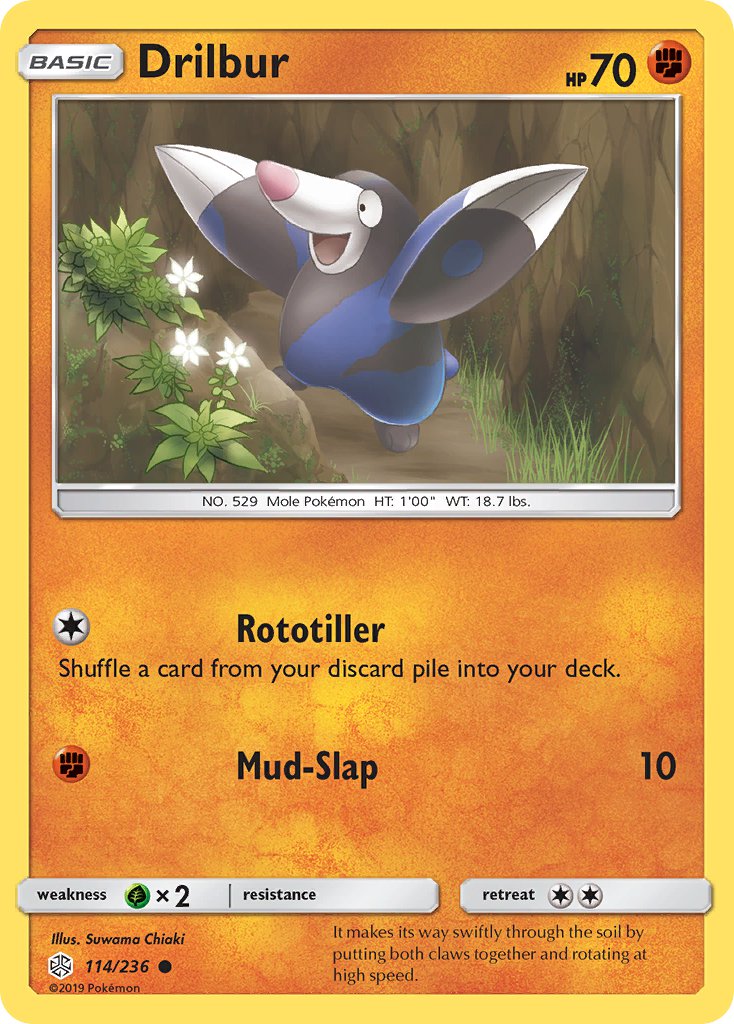 BASIC Drilbur HP 70
NO. 529 Mole Pokémon HT: 1'00" WT: 18.7 lbs.
Rototiller
Shuffle a card from your discard pile into your deck.
Mud-Slap 10
weakness × 2 resistance retreat
Illus. Suwama Chiaki
114/236
©2019 Pokémon
It makes its way swiftly through the soil by
putting both claws together and rotating at
high speed.